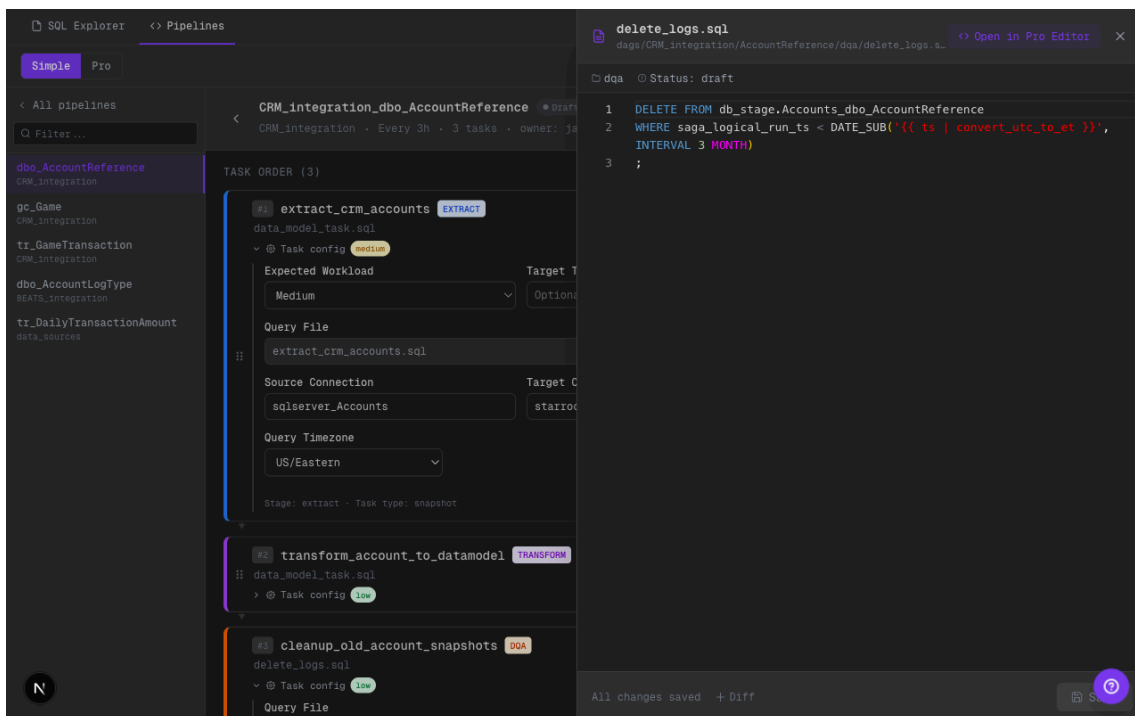 SQL Explorer
<> Pipelines
Simple
Pro
< All pipelines
Filter...
dbo_AccountReference
CRM_integration
gc_Game
CRM_integration
tr_GameTransaction
CRM_integration
dbo_AccountLogType
BEATS_integration
tr_DailyTransactionAmount
data_sources
N
CRM_integration_dbo_AccountReference
Draft
CRM_integration · Every 3h · 3 tasks · owner: ja
TASK ORDER (3)
#1 extract_crm_accounts EXTRACT
data_model_task.sql
Task config medium
Expected Workload
Target T
Medium
Optiona
Query File
extract_crm_accounts.sql
Source Connection
Target C
sqlserver_Accounts
starroc
Query Timezone
US/Eastern
Stage: extract · Task type: snapshot
#2 transform_account_to_datamodel TRANSFORM
data_model_task.sql
Task config low
#3 cleanup_old_account_snapshots DQA
delete_logs.sql
Task config low
Query File
delete_logs.sql
dags/CRM_integration/AccountReference/dqa/delete_logs.s…
<> Open in Pro Editor
dqa
Status: draft
1 DELETE FROM db_stage.Accounts_dbo_AccountReference
2 WHERE saga_logical_run_ts < DATE_SUB('{{ ts | convert_utc_to_et }}',
INTERVAL 3 MONTH)
3 ;
All changes saved
+ Diff